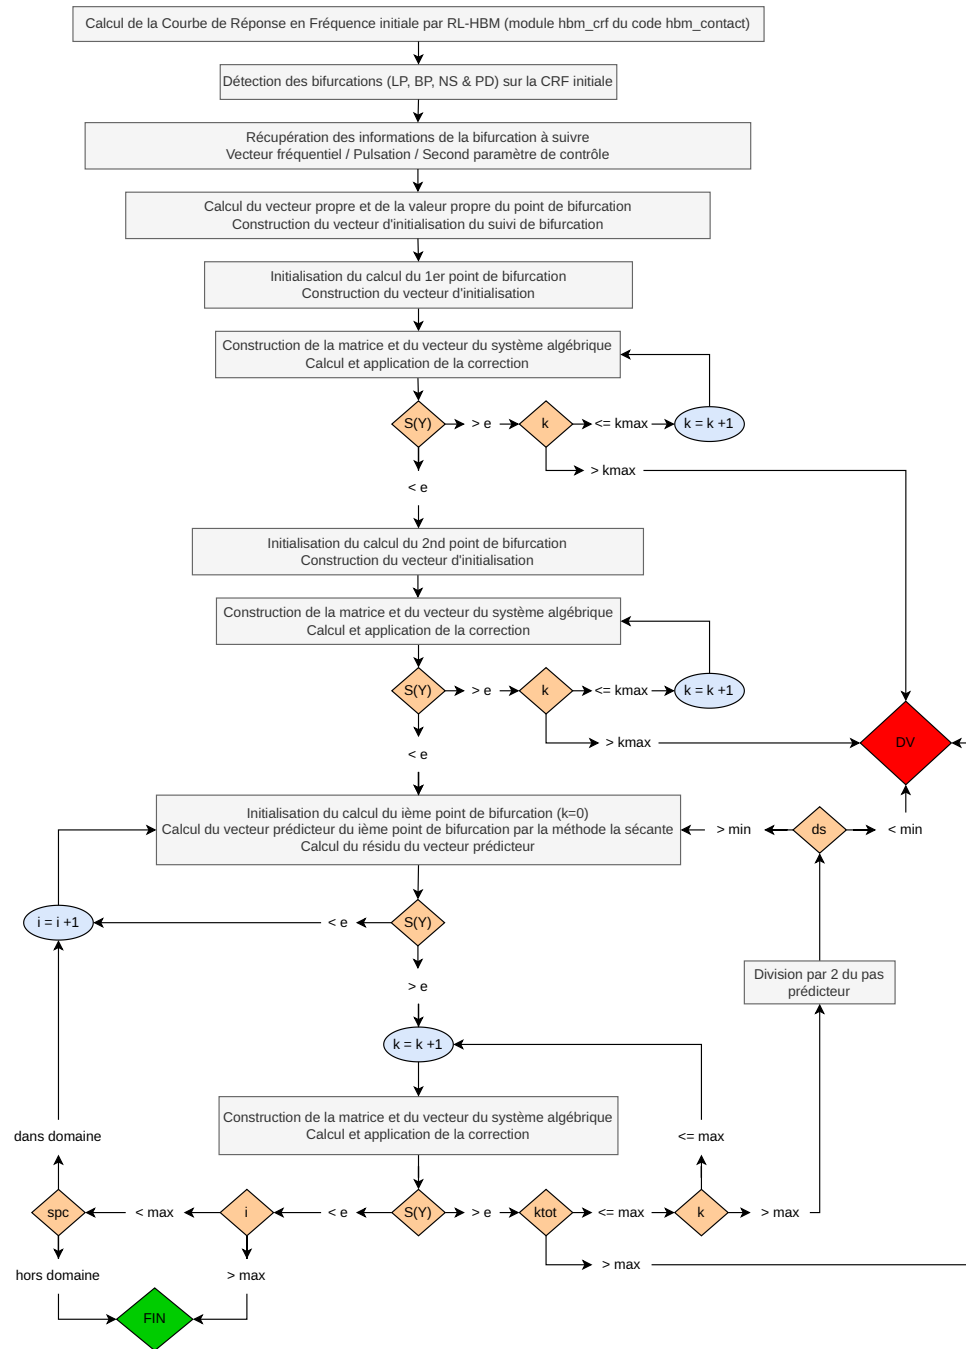 Calcul de la Courbe de Réponse en Fréquence initiale par RL-HBM (module hbm_crf du code hbm_contact)
Détection des bifurcations (LP, BP, NS & PD) sur la CRF initiale
Récupération des informations de la bifurcation à suivre
Vecteur fréquentiel / Pulsation / Second paramètre de contrôle
Calcul du vecteur propre et de la valeur propre du point de bifurcation
Construction du vecteur d'initialisation du suivi de bifurcation
Initialisation du calcul du 1er point de bifurcation
Construction du vecteur d'initialisation
Construction de la matrice et du vecteur du système algébrique
Calcul et application de la correction
S(Y)
> e
k
<= kmax
k = k +1
> kmax
< e
Initialisation du calcul du 2nd point de bifurcation
Construction du vecteur d'initialisation
Construction de la matrice et du vecteur du système algébrique
Calcul et application de la correction
S(Y)
> e
k
<= kmax
k = k +1
> kmax
DV
< e
Initialisation du calcul du ième point de bifurcation (k=0)
Calcul du vecteur prédicteur du ième point de bifurcation par la méthode la sécante
Calcul du résidu du vecteur prédicteur
> min
ds
< min
i = i +1
< e
S(Y)
> e
Division par 2 du pas
prédicteur
k = k +1
Construction de la matrice et du vecteur du système algébrique
Calcul et application de la correction
dans domaine
<= max
spc
< max
i
< e
S(Y)
> e
ktot
<= max
k
> max
hors domaine
> max
> max
FIN